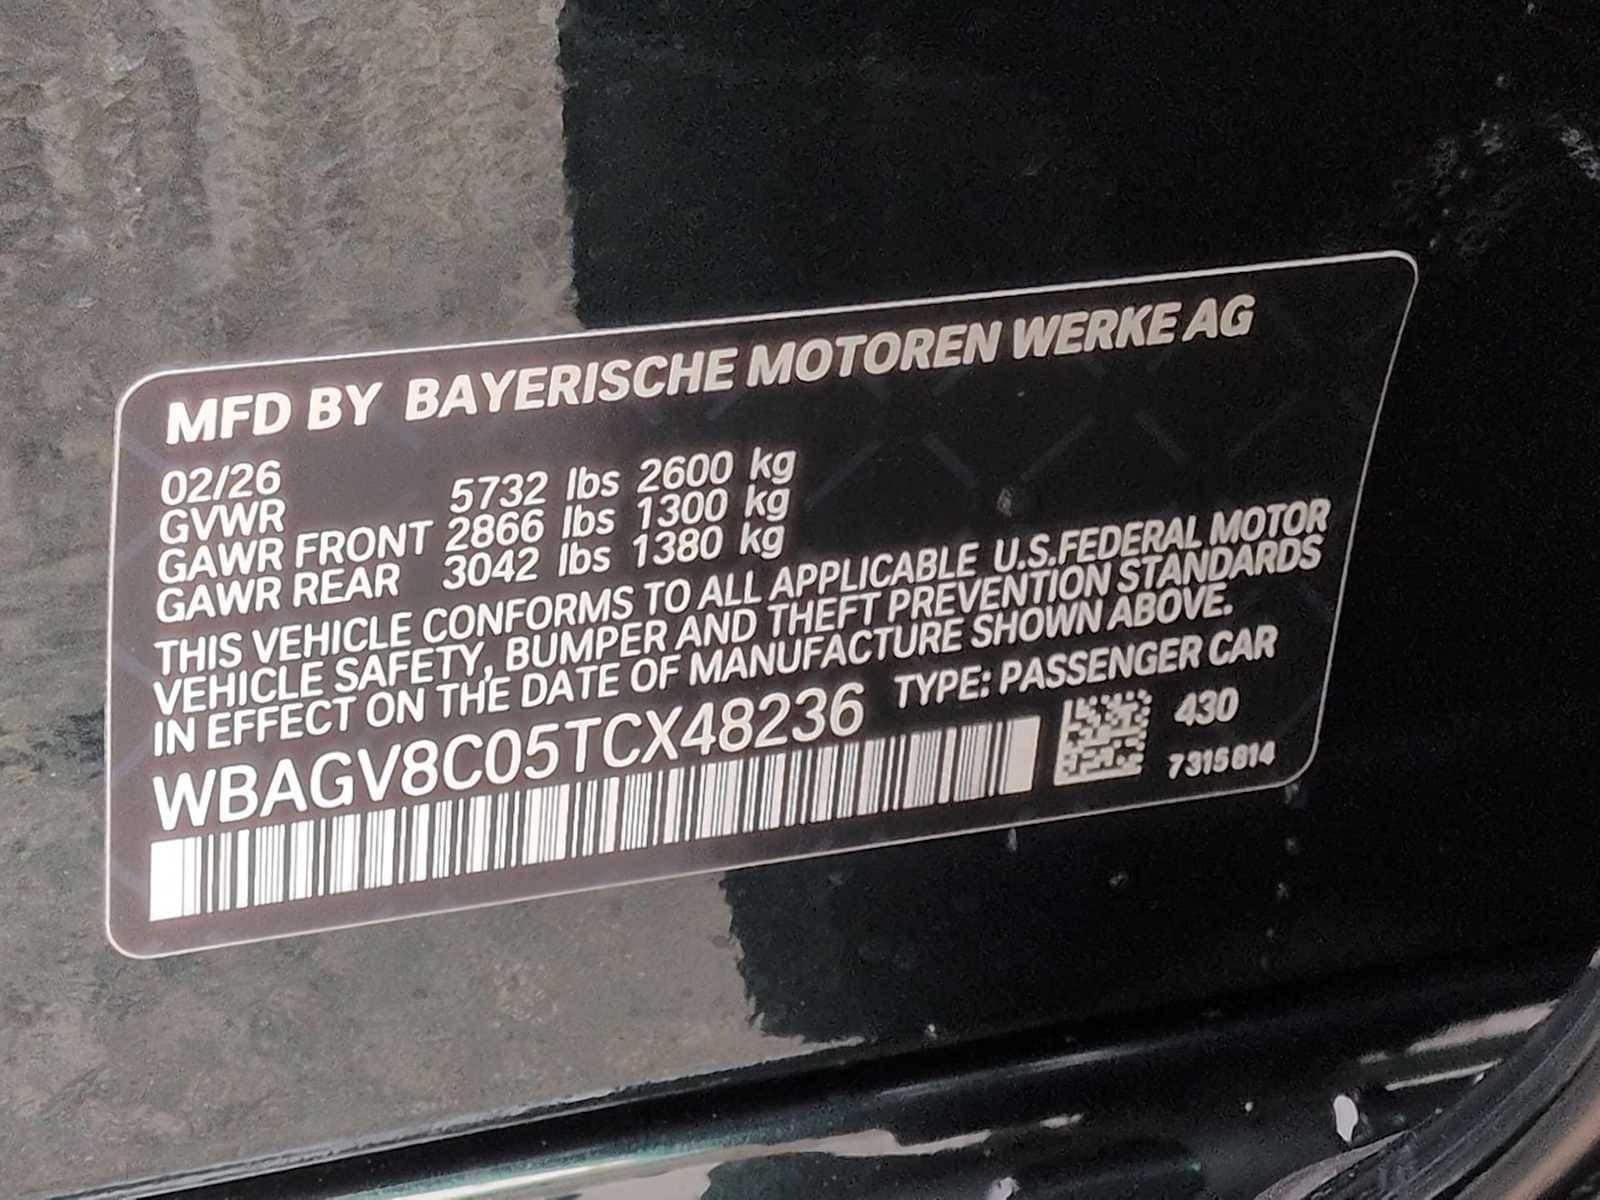 MFD BY BAYERISCHE MOTOREN WERKE AG
02/26
GVWR 5732 lbs 2600 kg
GAWR FRONT 2866 lbs 1300 kg
GAWR REAR 3042 lbs 1380 kg
THIS VEHICLE CONFORMS TO ALL APPLICABLE U.S.FEDERAL MOTOR
VEHICLE SAFETY, BUMPER AND THEFT PREVENTION STANDARDS
IN EFFECT ON THE DATE OF MANUFACTURE SHOWN ABOVE.
WBAGV8C05TCX48236 TYPE: PASSENGER CAR
430
7315814